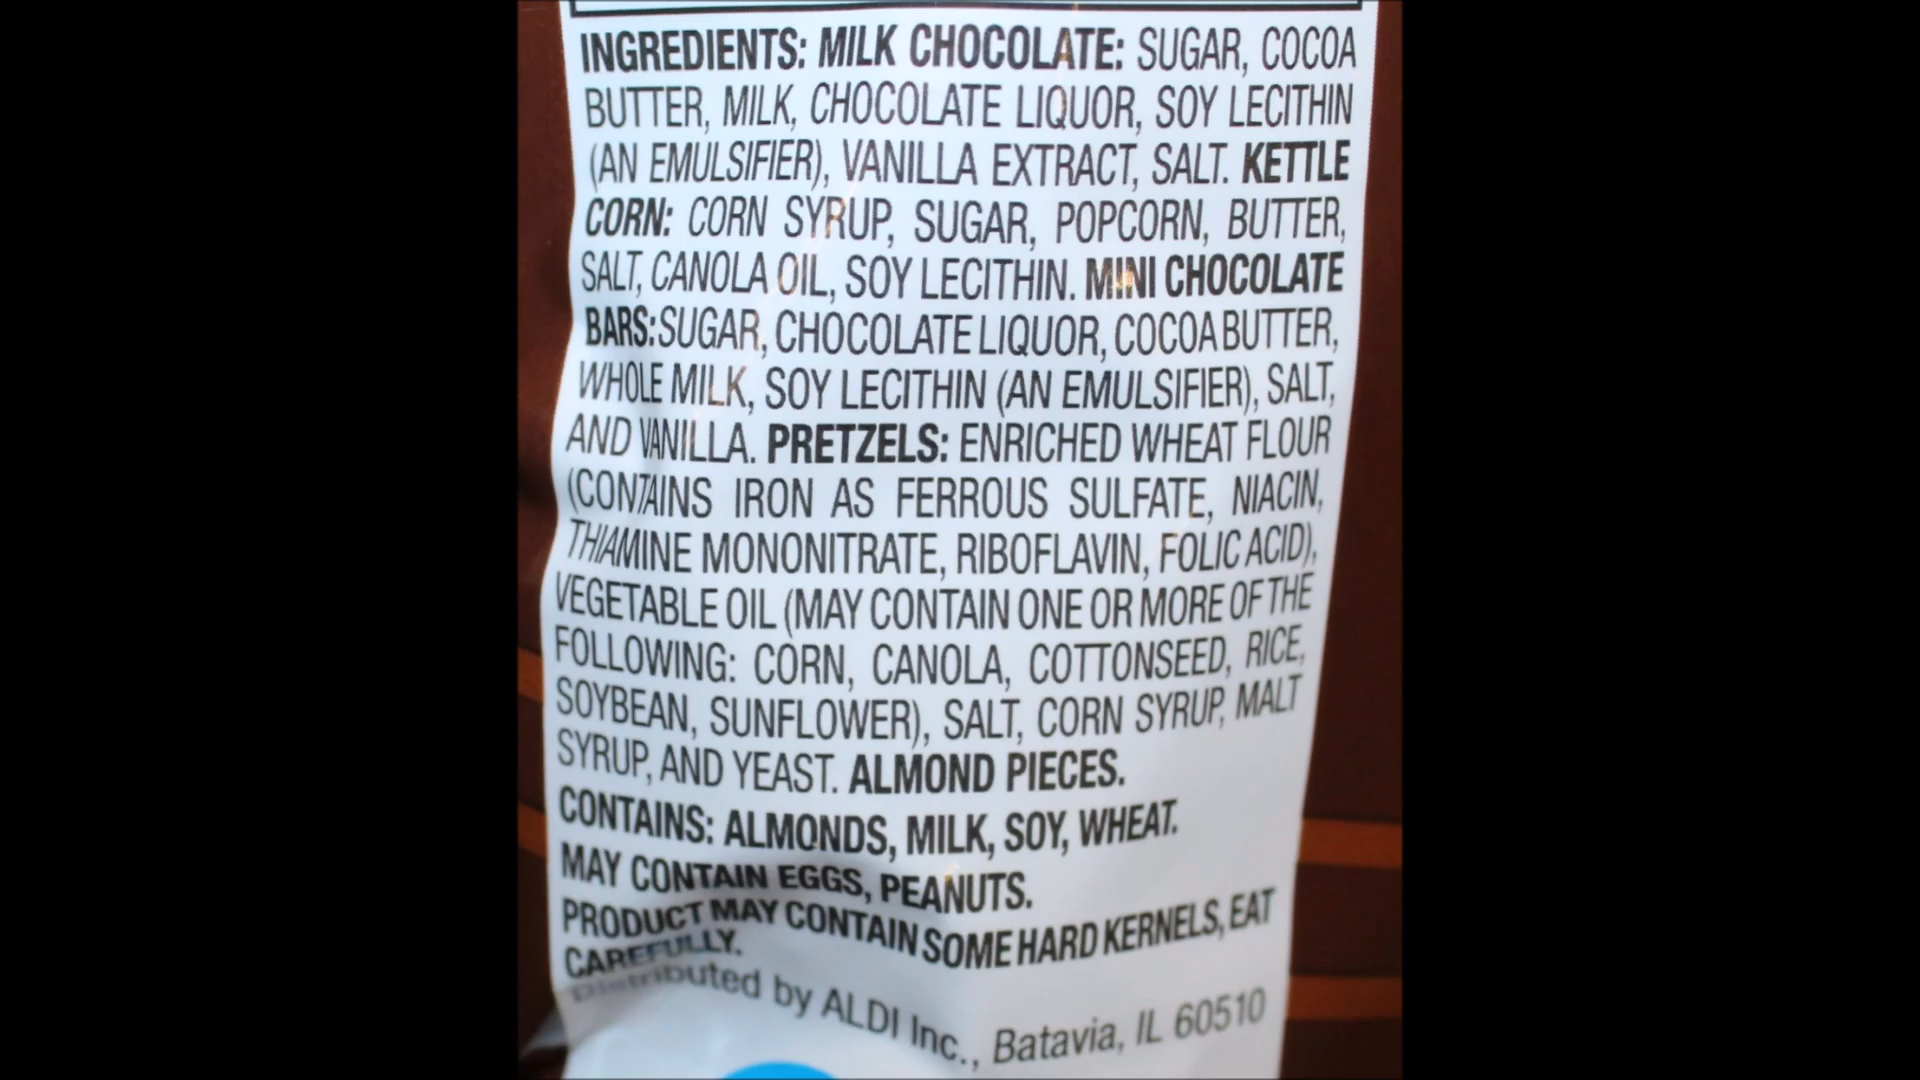 INGREDIENTS: MILK CHOCOLATE: SUGAR, COCOA
BUTTER, MILK, CHOCOLATE LIQUOR, SOY LECITHIN
(AN EMULSIFIER), VANILLA EXTRACT, SALT. KETTLE
CORN: CORN SYRUP, SUGAR, POPCORN, BUTTER,
SALT, CANOLA OIL, SOY LECITHIN. MINI CHOCOLATE
BARS: SUGAR, CHOCOLATE LIQUOR, COCOA BUTTER,
WHOLE MILK, SOY LECITHIN (AN EMULSIFIER), SALT,
AND VANILLA. PRETZELS: ENRICHED WHEAT FLOUR
(CONTAINS IRON AS FERROUS SULFATE, NIACIN,
THIAMINE MONONITRATE, RIBOFLAVIN, FOLIC ACID),
VEGETABLE OIL (MAY CONTAIN ONE OR MORE OF THE
FOLLOWING: CORN, CANOLA, COTTONSEED, RICE,
SOYBEAN, SUNFLOWER), SALT, CORN SYRUP, MALT
SYRUP, AND YEAST. ALMOND PIECES.
CONTAINS: ALMONDS, MILK, SOY, WHEAT.
MAY CONTAIN EGGS, PEANUTS.
PRODUCT MAY CONTAIN SOME HARD KERNELS, EAT
CAREFULLY.
Distributed by ALDI Inc., Batavia, IL 60510